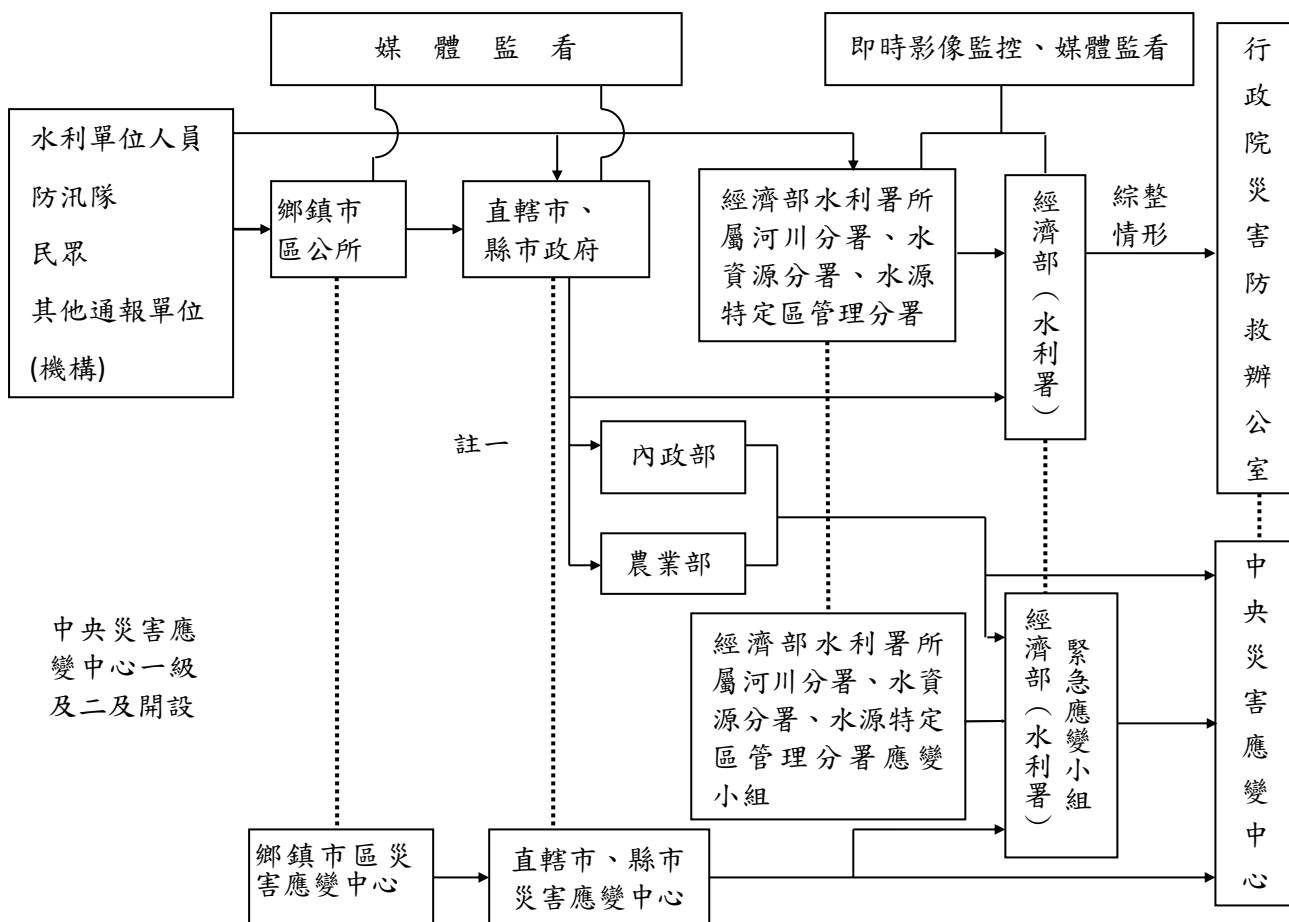 媒體監看
即時影像監控、媒體監看
水利單位人員
防汛隊
民眾
其他通報單位
(機構)
鄉鎮市
區公所
直轄市、
縣市政府
經濟部水利署所
屬河川分署、水
資源分署、水源
特定區管理分署
經濟部（水利署）
綜整
情形
行政院災害防救辦公室
註一
內政部
農業部
中央災害應
變中心一級
及二及開設
經濟部水利署所
屬河川分署、水資
源分署、水源特定
區管理分署應變
小組
緊急應變小組
經濟部（水利署）
中央災害應變中心
鄉鎮市區災
害應變中心
直轄市、縣市
災害應變中心